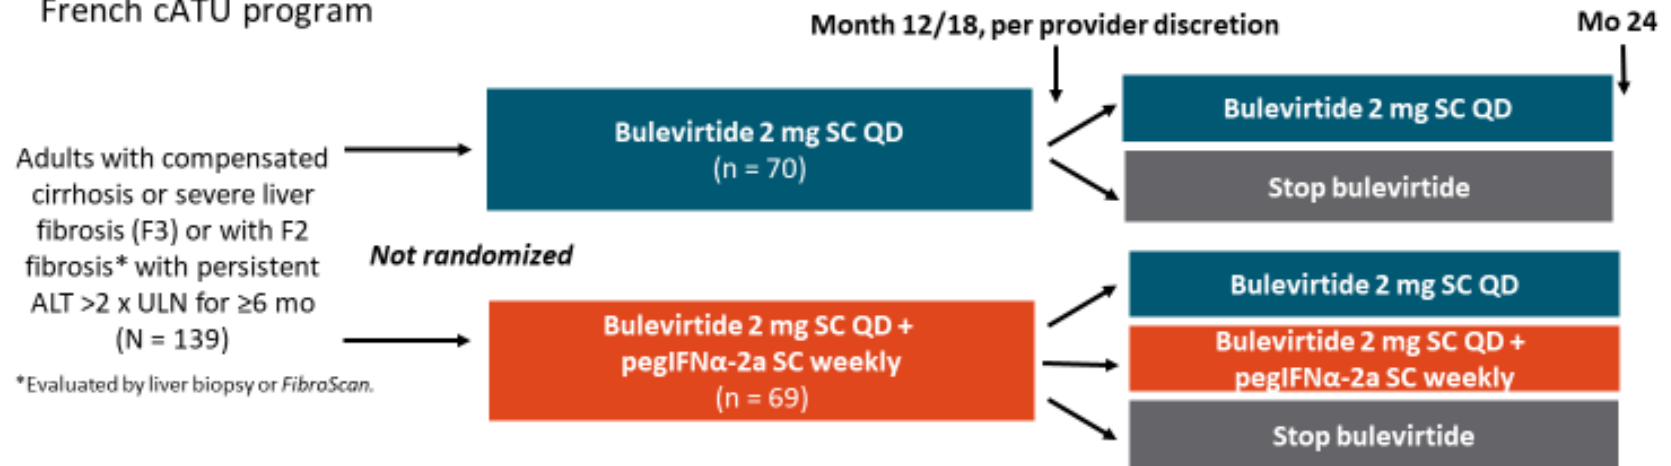 French cATU program
Month 12/18, per provider discretion
Mo 24
Adults with compensated
cirrhosis or severe liver
fibrosis (F3) or with F2
fibrosis* with persistent
ALT >2 x ULN for ≥6 mo
(N = 139)
*Evaluated by liver biopsy or FibroScan.
Not randomized
Bulevirtide 2 mg SC QD
(n = 70)
Bulevirtide 2 mg SC QD
Stop bulevirtide
Bulevirtide 2 mg SC QD +
pegIFNα-2a SC weekly
(n = 69)
Bulevirtide 2 mg SC QD
Bulevirtide 2 mg SC QD +
pegIFNα-2a SC weekly
Stop bulevirtide